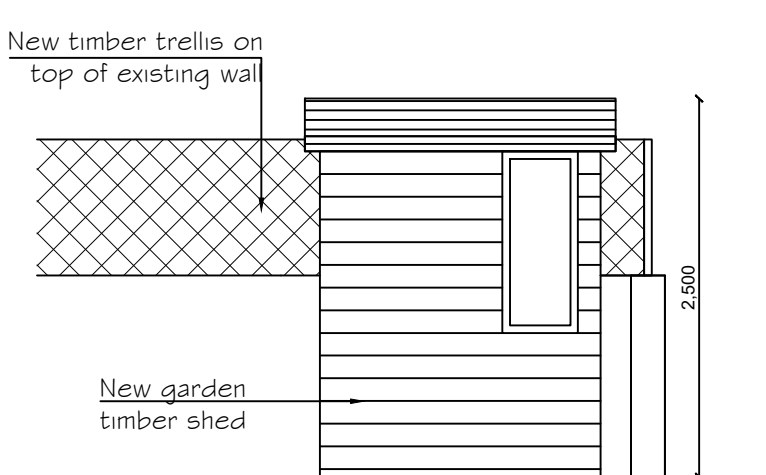 New timber trellis on
top of existing wall
2,500
New garden
timber shed